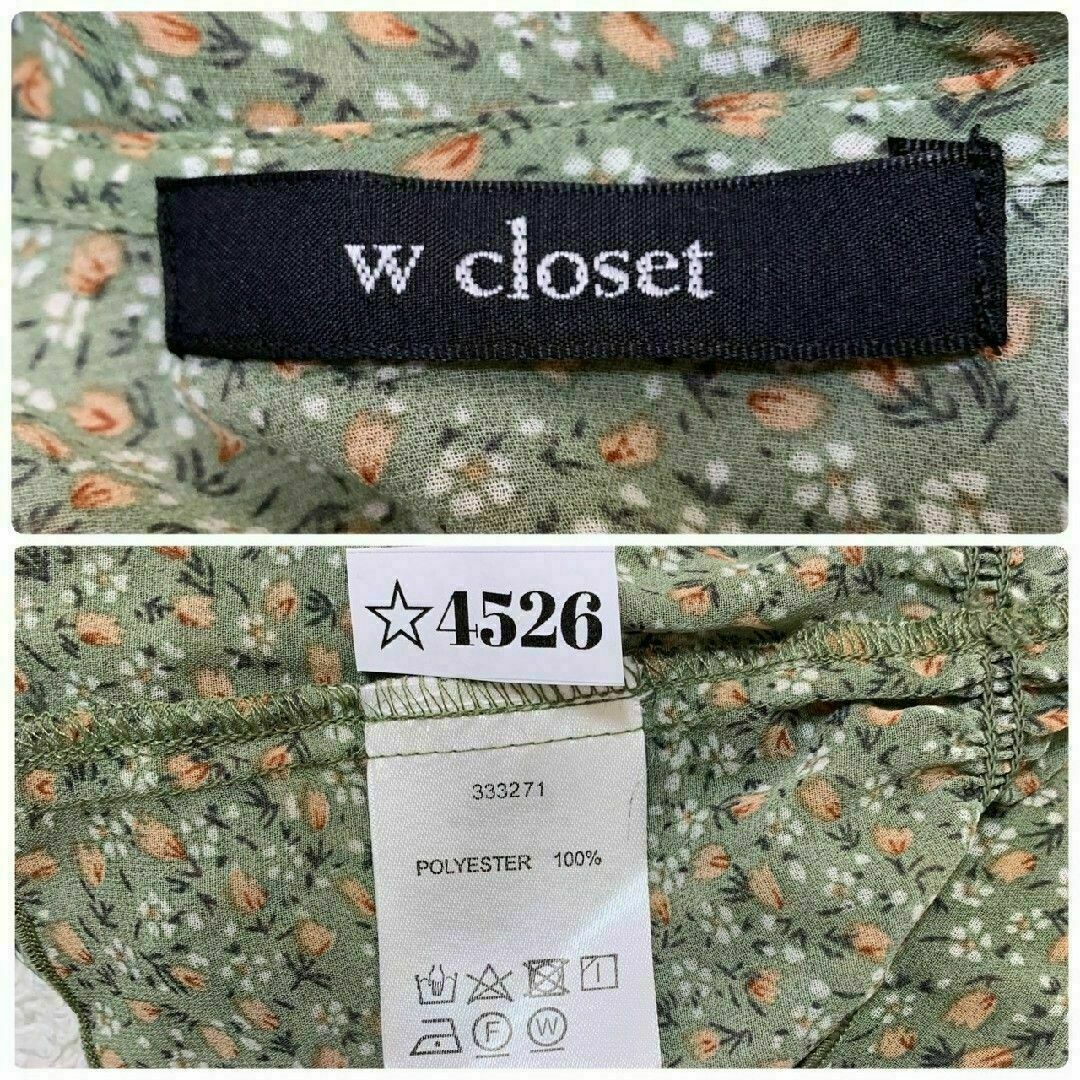 w closet
☆4526
333271
POLYESTER 100%
F W